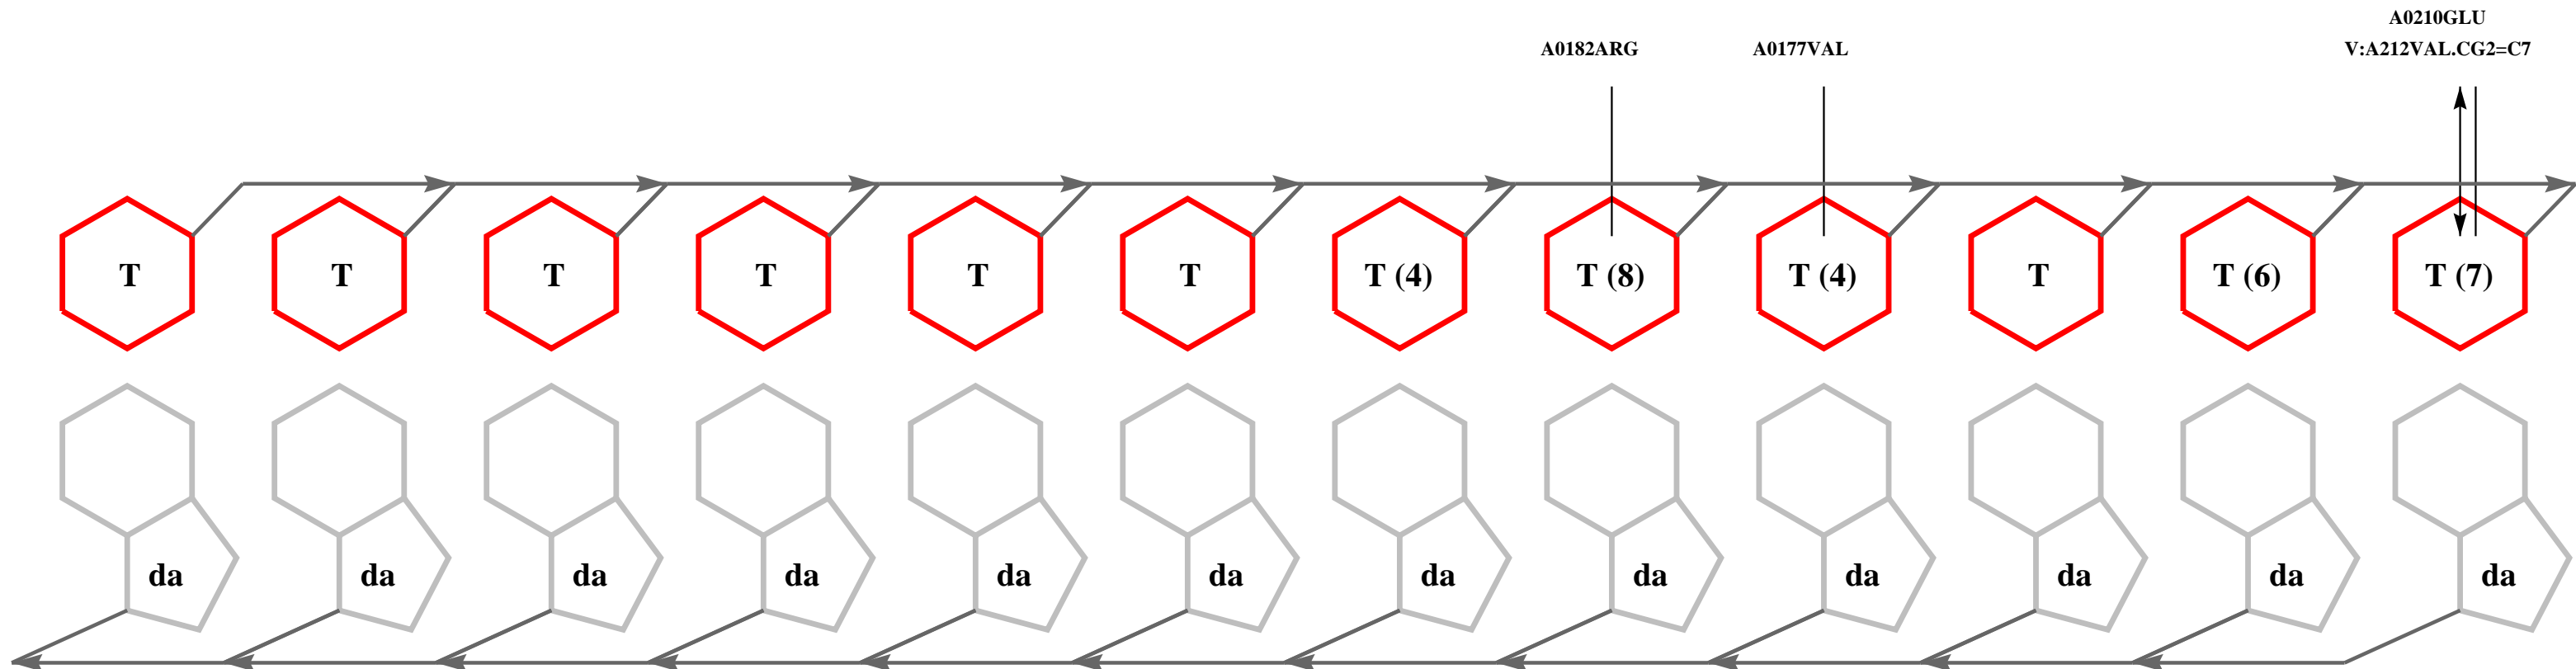 A0210GLU
A0182ARG A0177VAL V:A212VAL.CG2=C7
T T T T T T T (4) T (8) T (4) T T (6) T (7)
da da da da da da da da da da da da